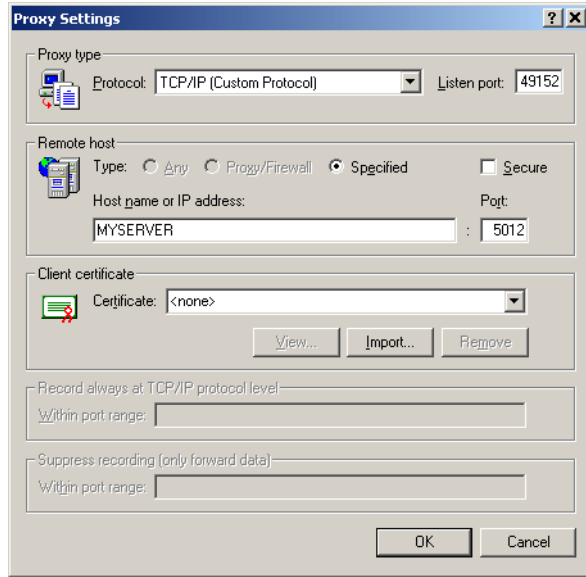 Proxy Settings
Proxy type
Protocol: TCP/IP (Custom Protocol) Listen port: 49152
Remote host
Type: Any Proxy/Firewall Specified Secure
Host name or IP address: Port:
MYSERVER : 5012
Client certificate
Certificate: <none>
View... Import... Remove
Record always at TCP/IP protocol level
Within port range:
Suppress recording (only forward data)
Within port range:
OK Cancel